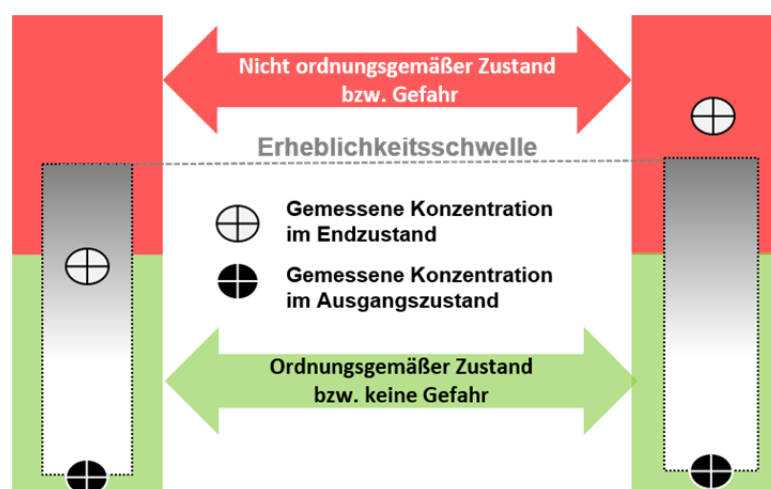 Nicht ordnungsgemäßer Zustand
bzw. Gefahr
Erheblichkeitsschwelle
Gemessene Konzentration
im Endzustand
Gemessene Konzentration
im Ausgangszustand
Ordnungsgemäßer Zustand
bzw. keine Gefahr